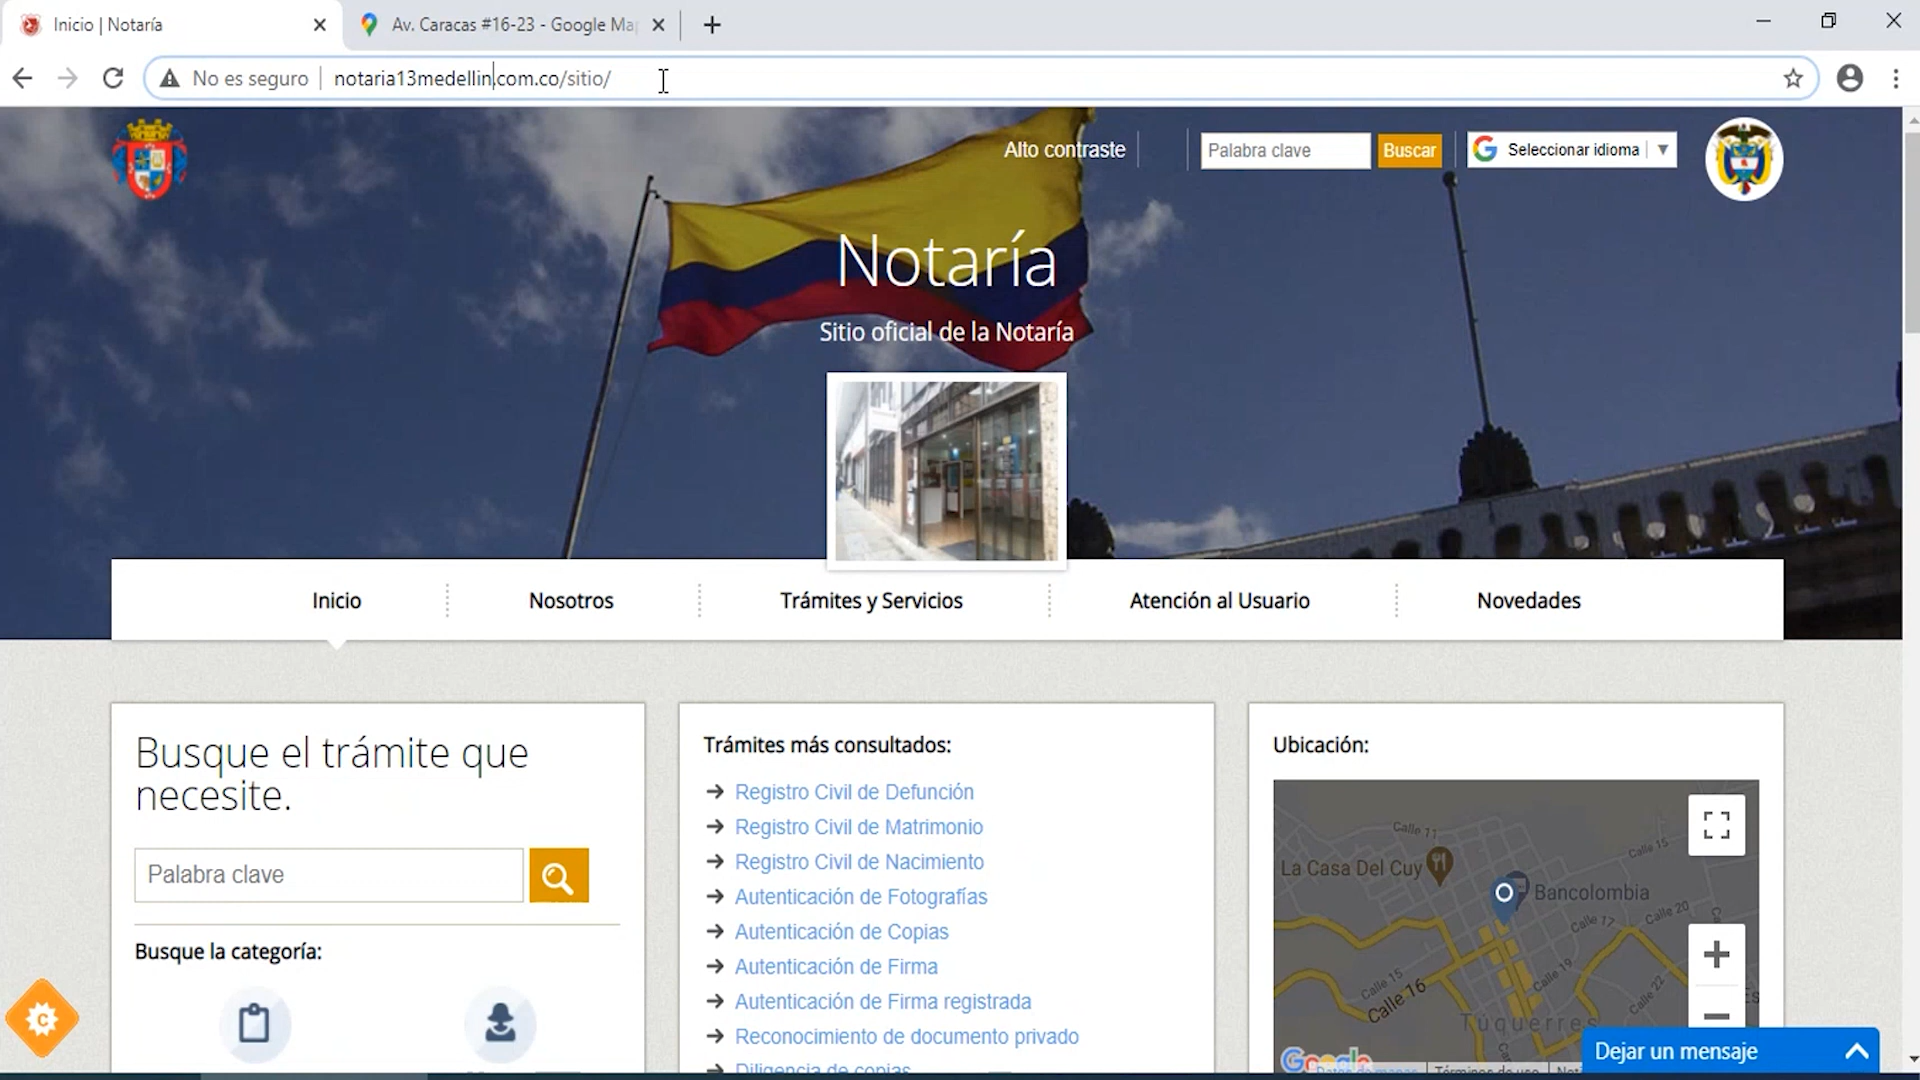 Inicio | Notaría
Av. Caracas #16-23 - Google Map
No es seguro
notaria13medellin.com.co/sitio/
Alto contraste
Palabra clave
Buscar
Seleccionar idioma
Notaría
Sitio oficial de la Notaría
Inicio
Nosotros
Trámites y Servicios
Atención al Usuario
Novedades
Busque el trámite que
necesite.
Palabra clave
Busque la categoría:
Trámites más consultados:
Registro Civil de Defunción
Registro Civil de Matrimonio
Registro Civil de Nacimiento
Autenticación de Fotografías
Autenticación de Copias
Autenticación de Firma
Autenticación de Firma registrada
Reconocimiento de documento privado
Diligencia de copias
Ubicación:
Calle 11
Calle 15
La Casa Del Cuy
Bancolombia
Calle 17
Calle 20
Calle 19
Calle 15
Calle 16
Calle 22
Túquerres
Google
Dejar un mensaje